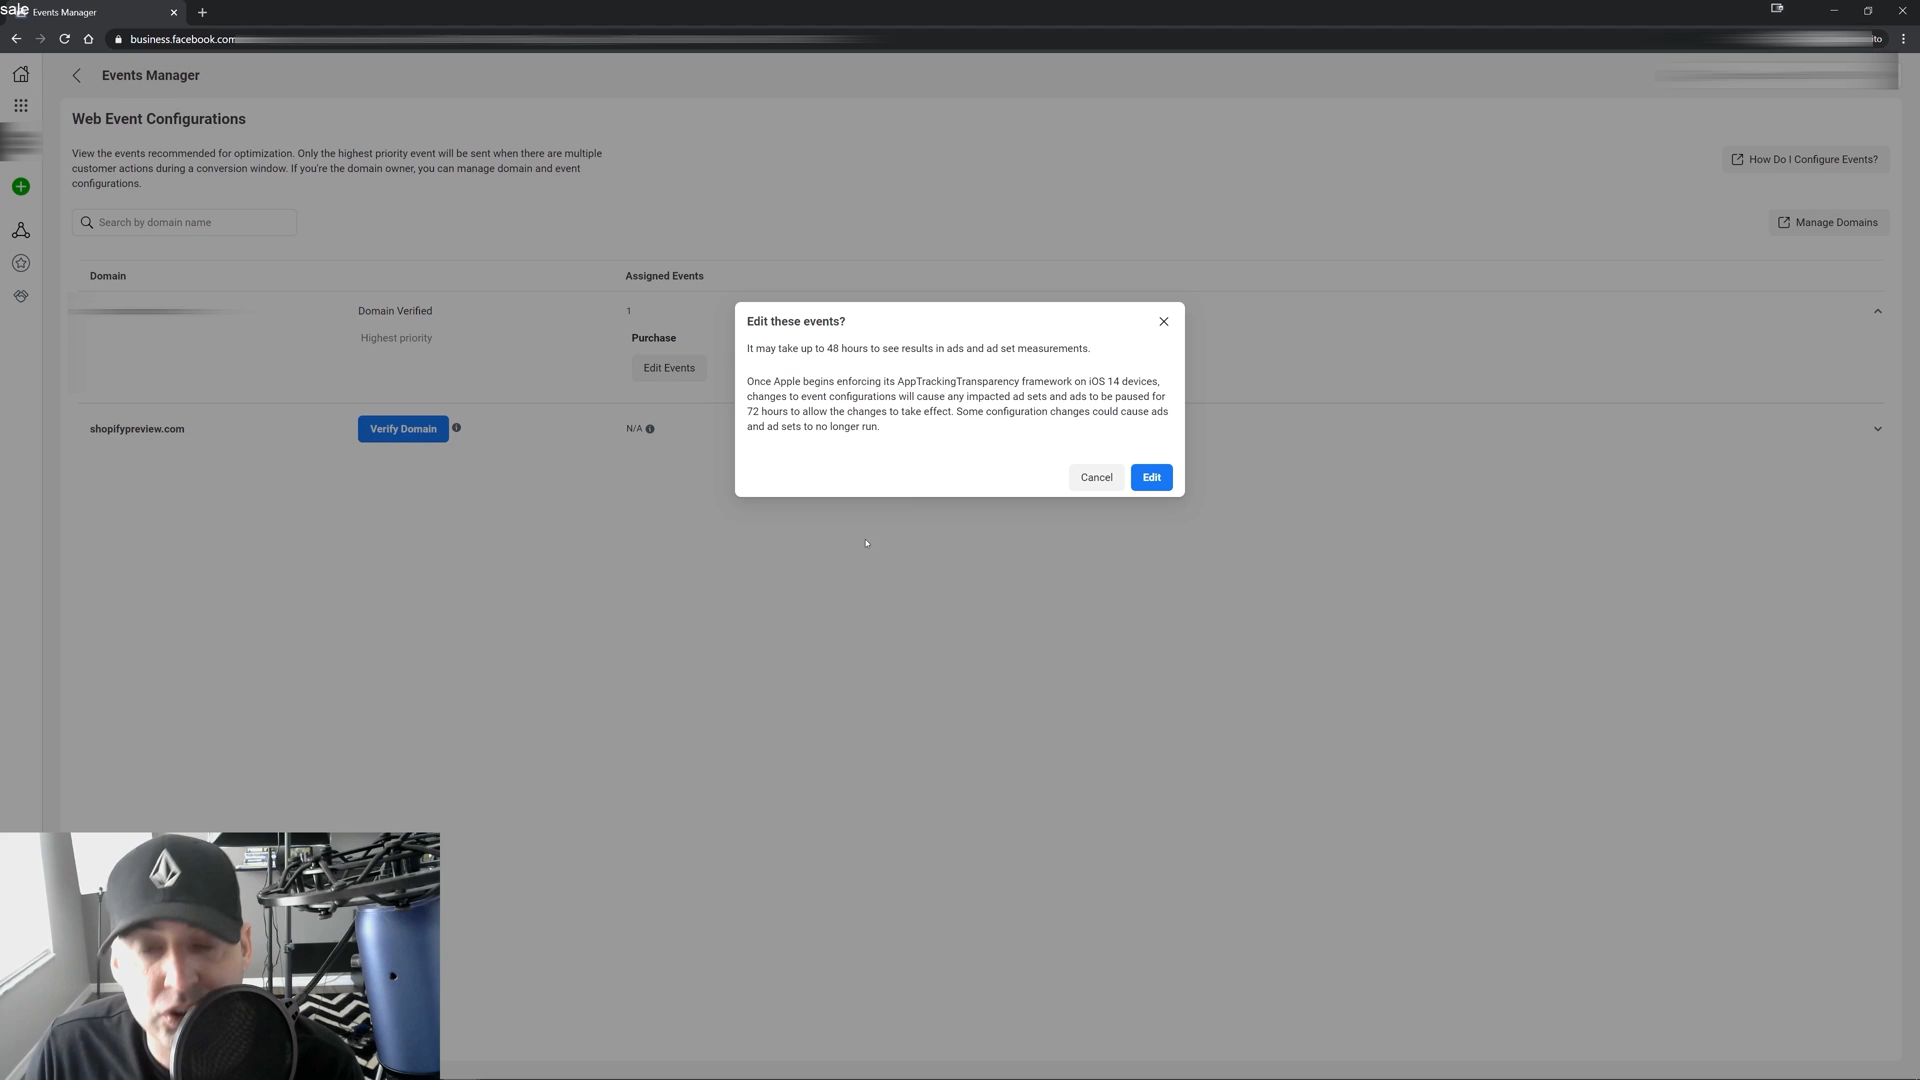 sale
Events Manager
business.facebook.com
ito
Events Manager
Web Event Configurations
View the events recommended for optimization. Only the highest priority event will be sent when there are multiple
customer actions during a conversion window. If you're the domain owner, you can manage domain and event
configurations.
How Do I Configure Events?
Search by domain name
Manage Domains
Domain
Assigned Events
Domain Verified
1
Highest priority
Purchase
Edit Events
shopifypreview.com
Verify Domain
N/A
Edit these events?
It may take up to 48 hours to see results in ads and ad set measurements.
Once Apple begins enforcing its AppTrackingTransparency framework on iOS 14 devices,
changes to event configurations will cause any impacted ad sets and ads to be paused for
72 hours to allow the changes to take effect. Some configuration changes could cause ads
and ad sets to no longer run.
Cancel
Edit